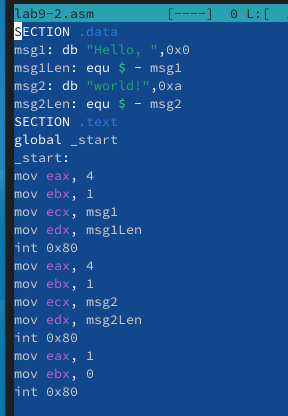 lab9-2.asm [----] 0 L:[
SECTION .data
msg1: db "Hello, ",0x0
msg1Len: equ $ - msg1
msg2: db "world!",0xa
msg2Len: equ $ - msg2
SECTION .text
global _start
_start:
mov eax, 4
mov ebx, 1
mov ecx, msg1
mov edx, msg1Len
int 0x80
mov eax, 4
mov ebx, 1
mov ecx, msg2
mov edx, msg2Len
int 0x80
mov eax, 1
mov ebx, 0
int 0x80